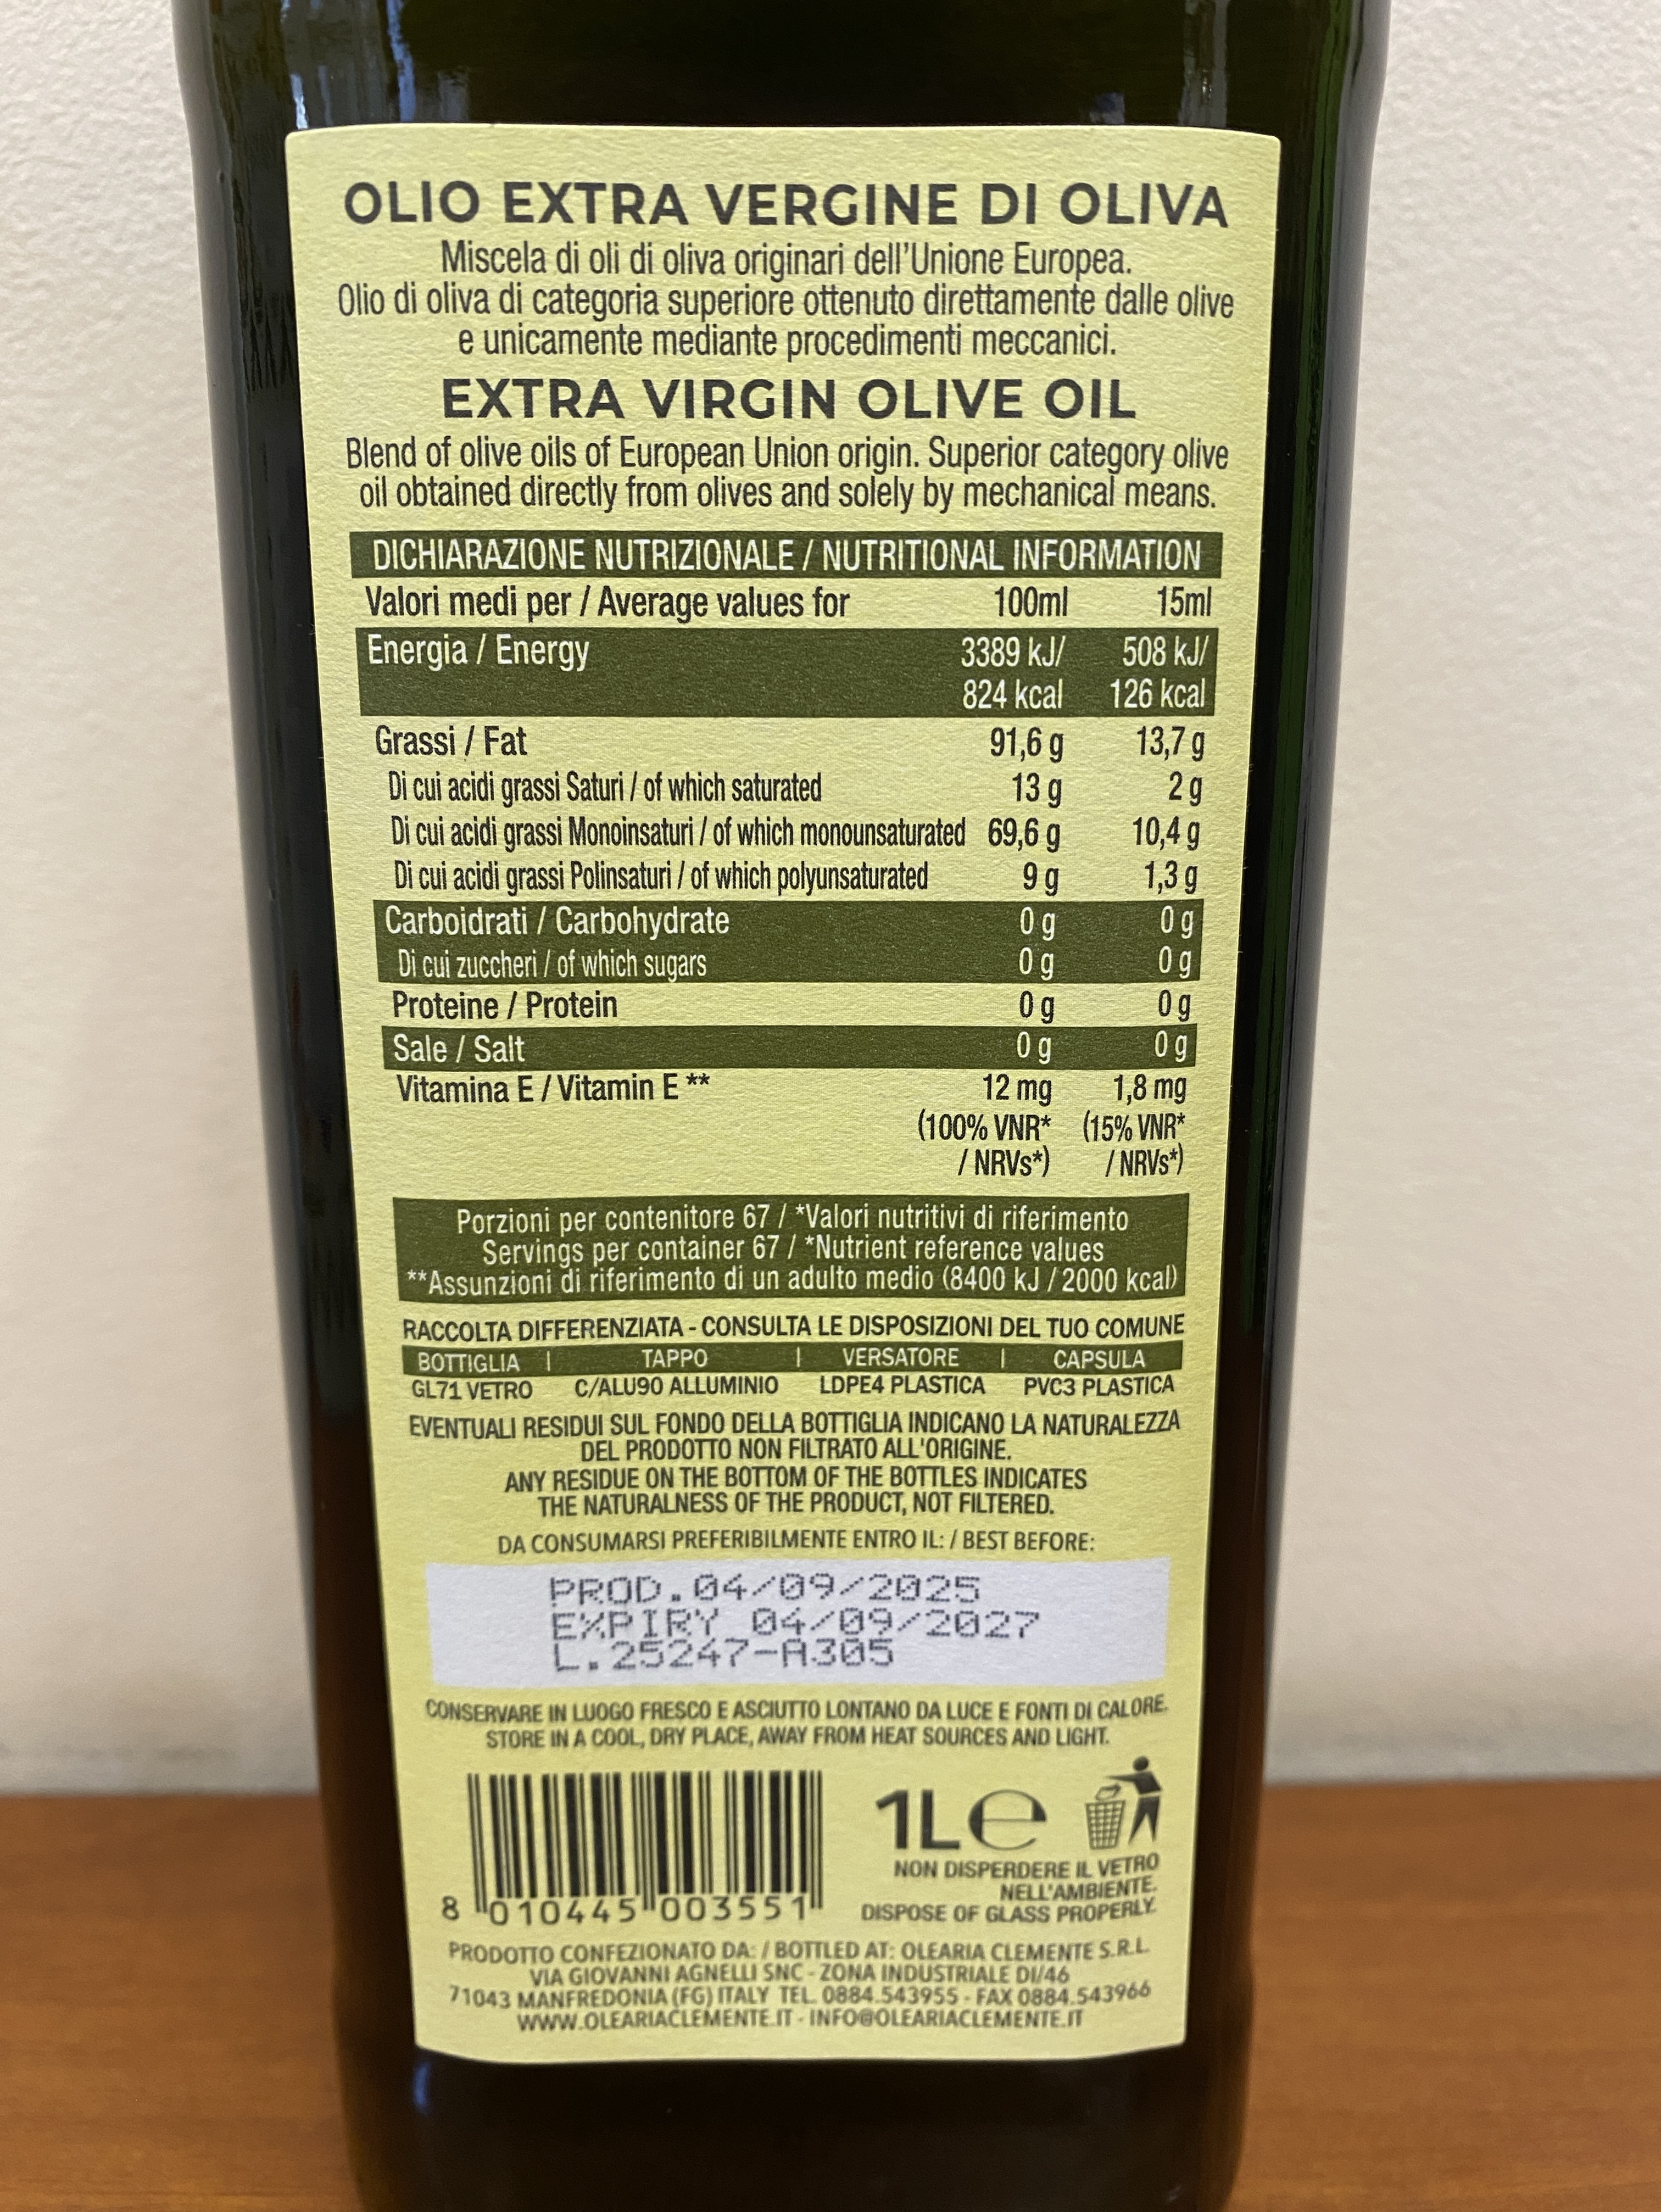 OLIO EXTRA VERGINE DI OLIVA
Miscela di oli di oliva originari dell'Unione Europea.
Olio di oliva di categoria superiore ottenuto direttamente dalle olive
e unicamente mediante procedimenti meccanici.
EXTRA VIRGIN OLIVE OIL
Blend of olive oils of European Union origin. Superior category olive
oil obtained directly from olives and solely by mechanical means.
DICHIARAZIONE NUTRIZIONALE / NUTRITIONAL INFORMATION
Valori medi per / Average values for 100ml 15ml
Energia / Energy 3389 kJ/ 508 kJ/
824 kcal 126 kcal
Grassi / Fat 91,6 g 13,7 g
Di cui acidi grassi Saturi / of which saturated 13 g 2 g
Di cui acidi grassi Monoinsaturi / of which monounsaturated 69,6 g 10,4 g
Di cui acidi grassi Polinsaturi / of which polyunsaturated 9 g 1,3 g
Carboidrati / Carbohydrate 0 g 0 g
Di cui zuccheri / of which sugars 0 g 0 g
Proteine / Protein 0 g 0 g
Sale / Salt 0 g 0 g
Vitamina E / Vitamin E ** 12 mg 1,8 mg
(100% VNR* (15% VNR*
/ NRVs*) / NRVs*)
Porzioni per contenitore 67 / *Valori nutritivi di riferimento
Servings per container 67 / *Nutrient reference values
**Assunzioni di riferimento di un adulto medio (8400 kJ / 2000 kcal)
RACCOLTA DIFFERENZIATA - CONSULTA LE DISPOSIZIONI DEL TUO COMUNE
BOTTIGLIA | TAPPO | VERSATORE | CAPSULA
GL71 VETRO C/ALU90 ALLUMINIO LDPE4 PLASTICA PVC3 PLASTICA
EVENTUALI RESIDUI SUL FONDO DELLA BOTTIGLIA INDICANO LA NATURALEZZA
DEL PRODOTTO NON FILTRATO ALL'ORIGINE.
ANY RESIDUE ON THE BOTTOM OF THE BOTTLES INDICATES
THE NATURALNESS OF THE PRODUCT, NOT FILTERED.
DA CONSUMARSI PREFERIBILMENTE ENTRO IL: / BEST BEFORE:
PROD.04/09/2025
EXPIRY 04/09/2027
L.25247-A305
CONSERVARE IN LUOGO FRESCO E ASCIUTTO LONTANO DA LUCE E FONTI DI CALORE.
STORE IN A COOL, DRY PLACE, AWAY FROM HEAT SOURCES AND LIGHT.
1L e
NON DISPERDERE IL VETRO
NELL'AMBIENTE.
DISPOSE OF GLASS PROPERLY.
8 010445 003551
PRODOTTO CONFEZIONATO DA: / BOTTLED AT: OLEARIA CLEMENTE S.R.L.
VIA GIOVANNI AGNELLI SNC - ZONA INDUSTRIALE DI/46
71043 MANFREDONIA (FG) ITALY TEL. 0884.543955 - FAX 0884.543966
WWW.OLEARIACLEMENTE.IT - INFO@OLEARIACLEMENTE.IT